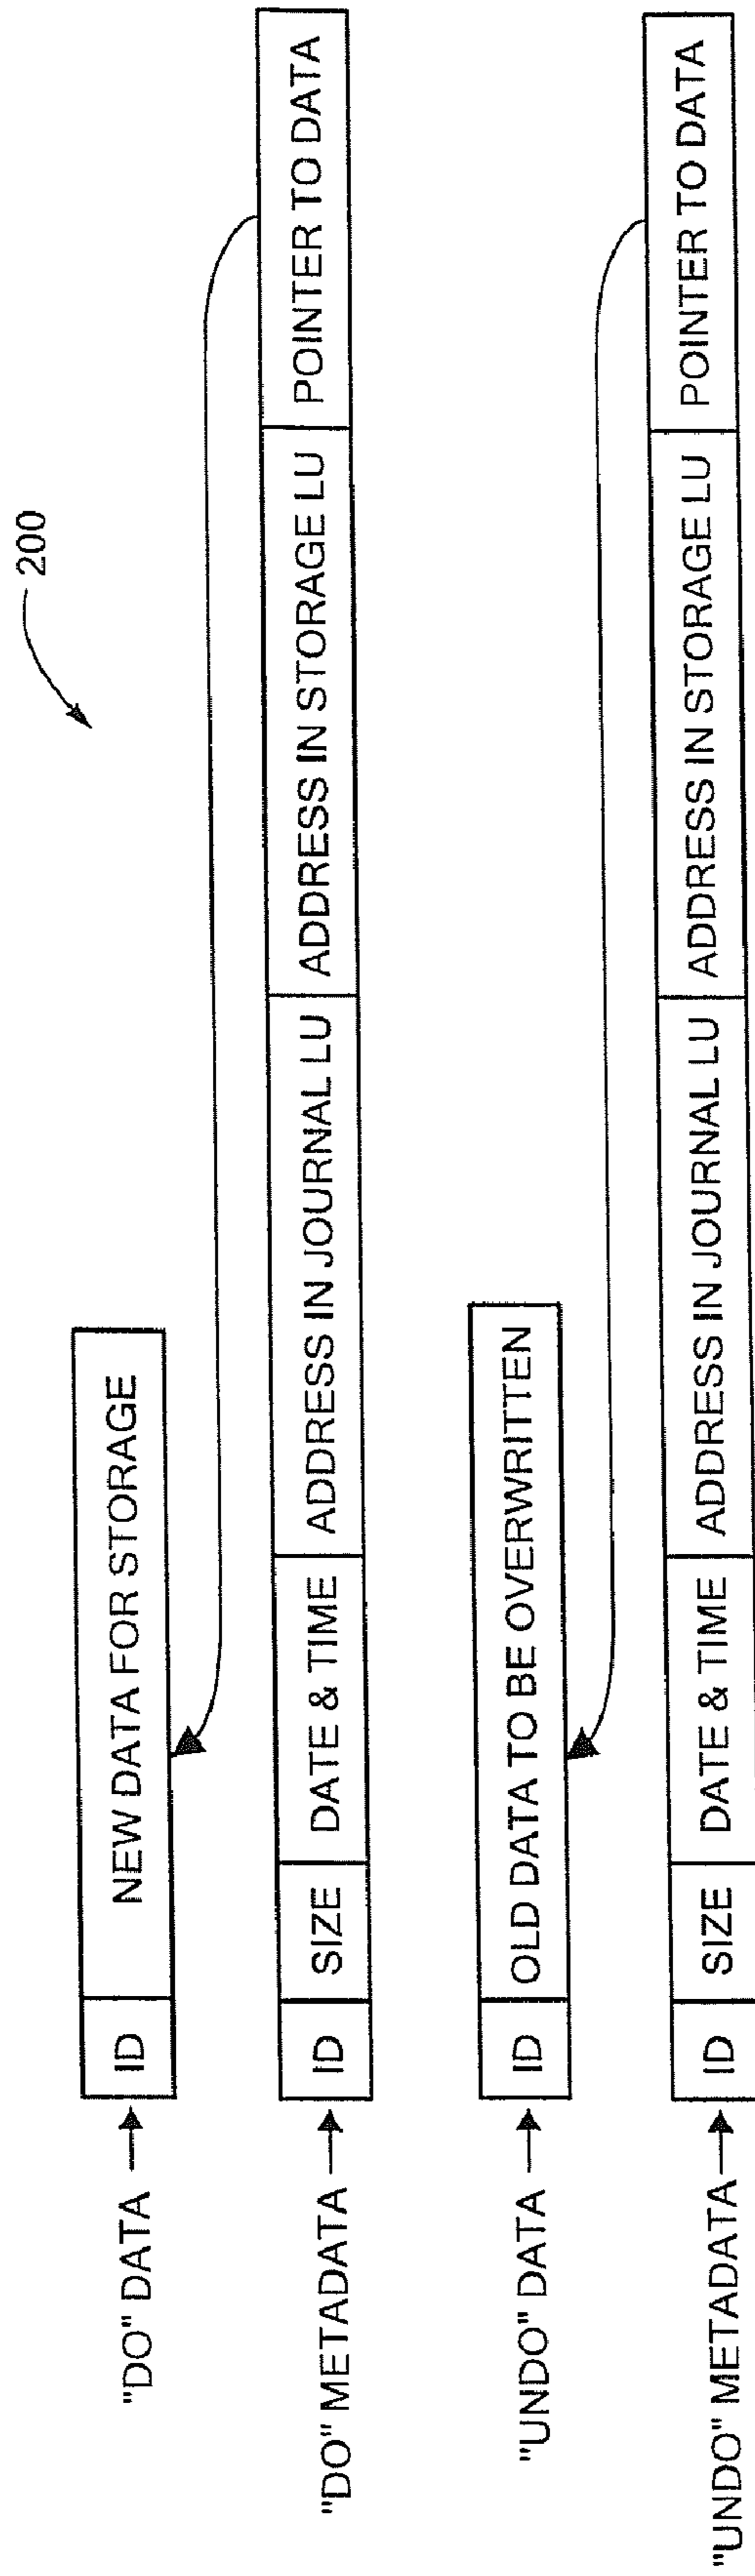 200
"DO" DATA ID NEW DATA FOR STORAGE
"DO" METADATA ID SIZE DATE & TIME ADDRESS IN JOURNAL LU ADDRESS IN STORAGE LU POINTER TO DATA
"UNDO" DATA ID OLD DATA TO BE OVERWRITTEN
"UNDO" METADATA ID SIZE DATE & TIME ADDRESS IN JOURNAL LU ADDRESS IN STORAGE LU POINTER TO DATA